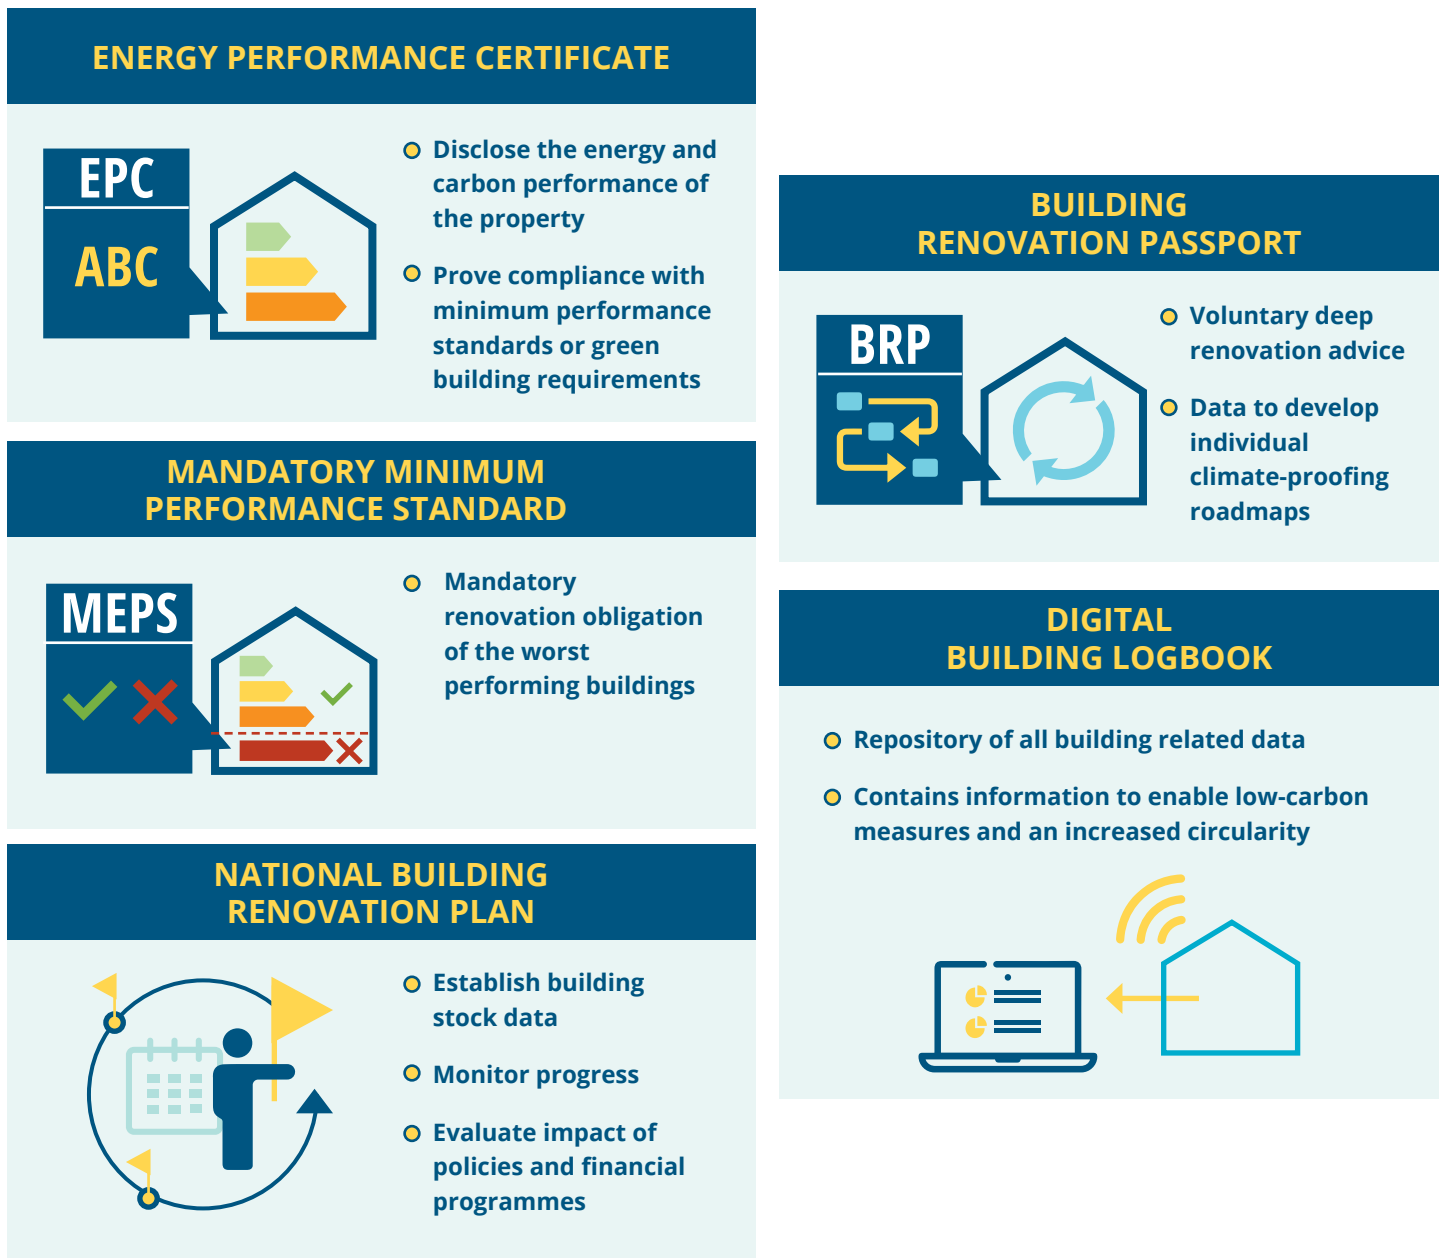 ENERGY PERFORMANCE CERTIFICATE
EPC
ABC
Disclose the energy and
carbon performance of
the property
Prove compliance with
minimum performance
standards or green
building requirements
MANDATORY MINIMUM
PERFORMANCE STANDARD
MEPS
Mandatory
renovation obligation
of the worst
performing buildings
NATIONAL BUILDING
RENOVATION PLAN
Establish building
stock data
Monitor progress
Evaluate impact of
policies and financial
programmes
BUILDING
RENOVATION PASSPORT
BRP
Voluntary deep
renovation advice
Data to develop
individual
climate-proofing
roadmaps
DIGITAL
BUILDING LOGBOOK
Repository of all building related data
Contains information to enable low-carbon
measures and an increased circularity